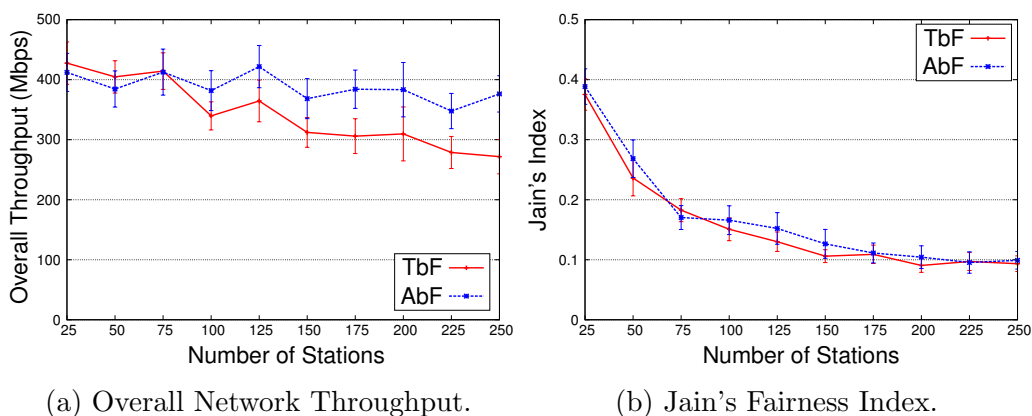 500
400
300
200
100
0
Overall Throughput (Mbps)
25 50 75 100 125 150 175 200 225 250
Number of Stations
TbF
AbF
(a) Overall Network Throughput.
0.5
0.4
0.3
0.2
0.1
0
Jain's Index
25 50 75 100 125 150 175 200 225 250
Number of Stations
TbF
AbF
(b) Jain's Fairness Index.